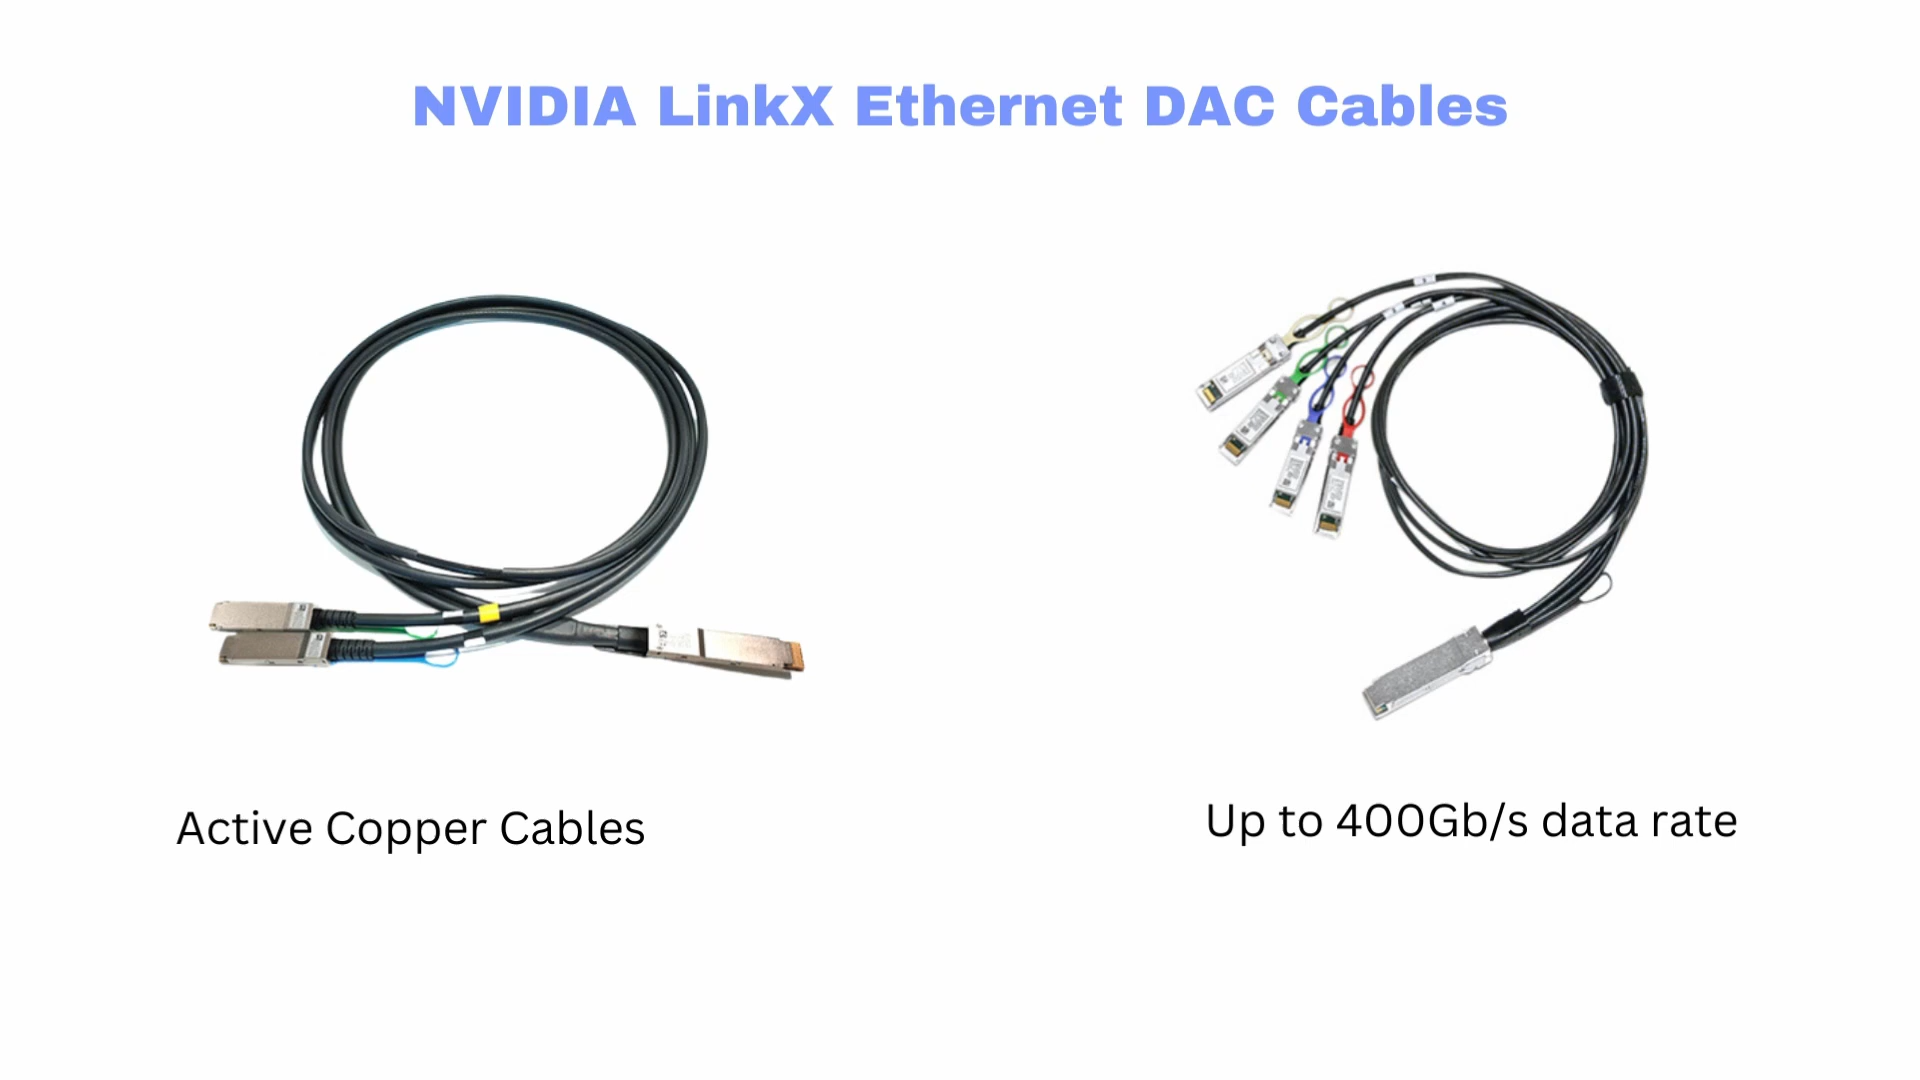 NVIDIA LinkX Ethernet DAC Cables
Active Copper Cables
Up to 400Gb/s data rate